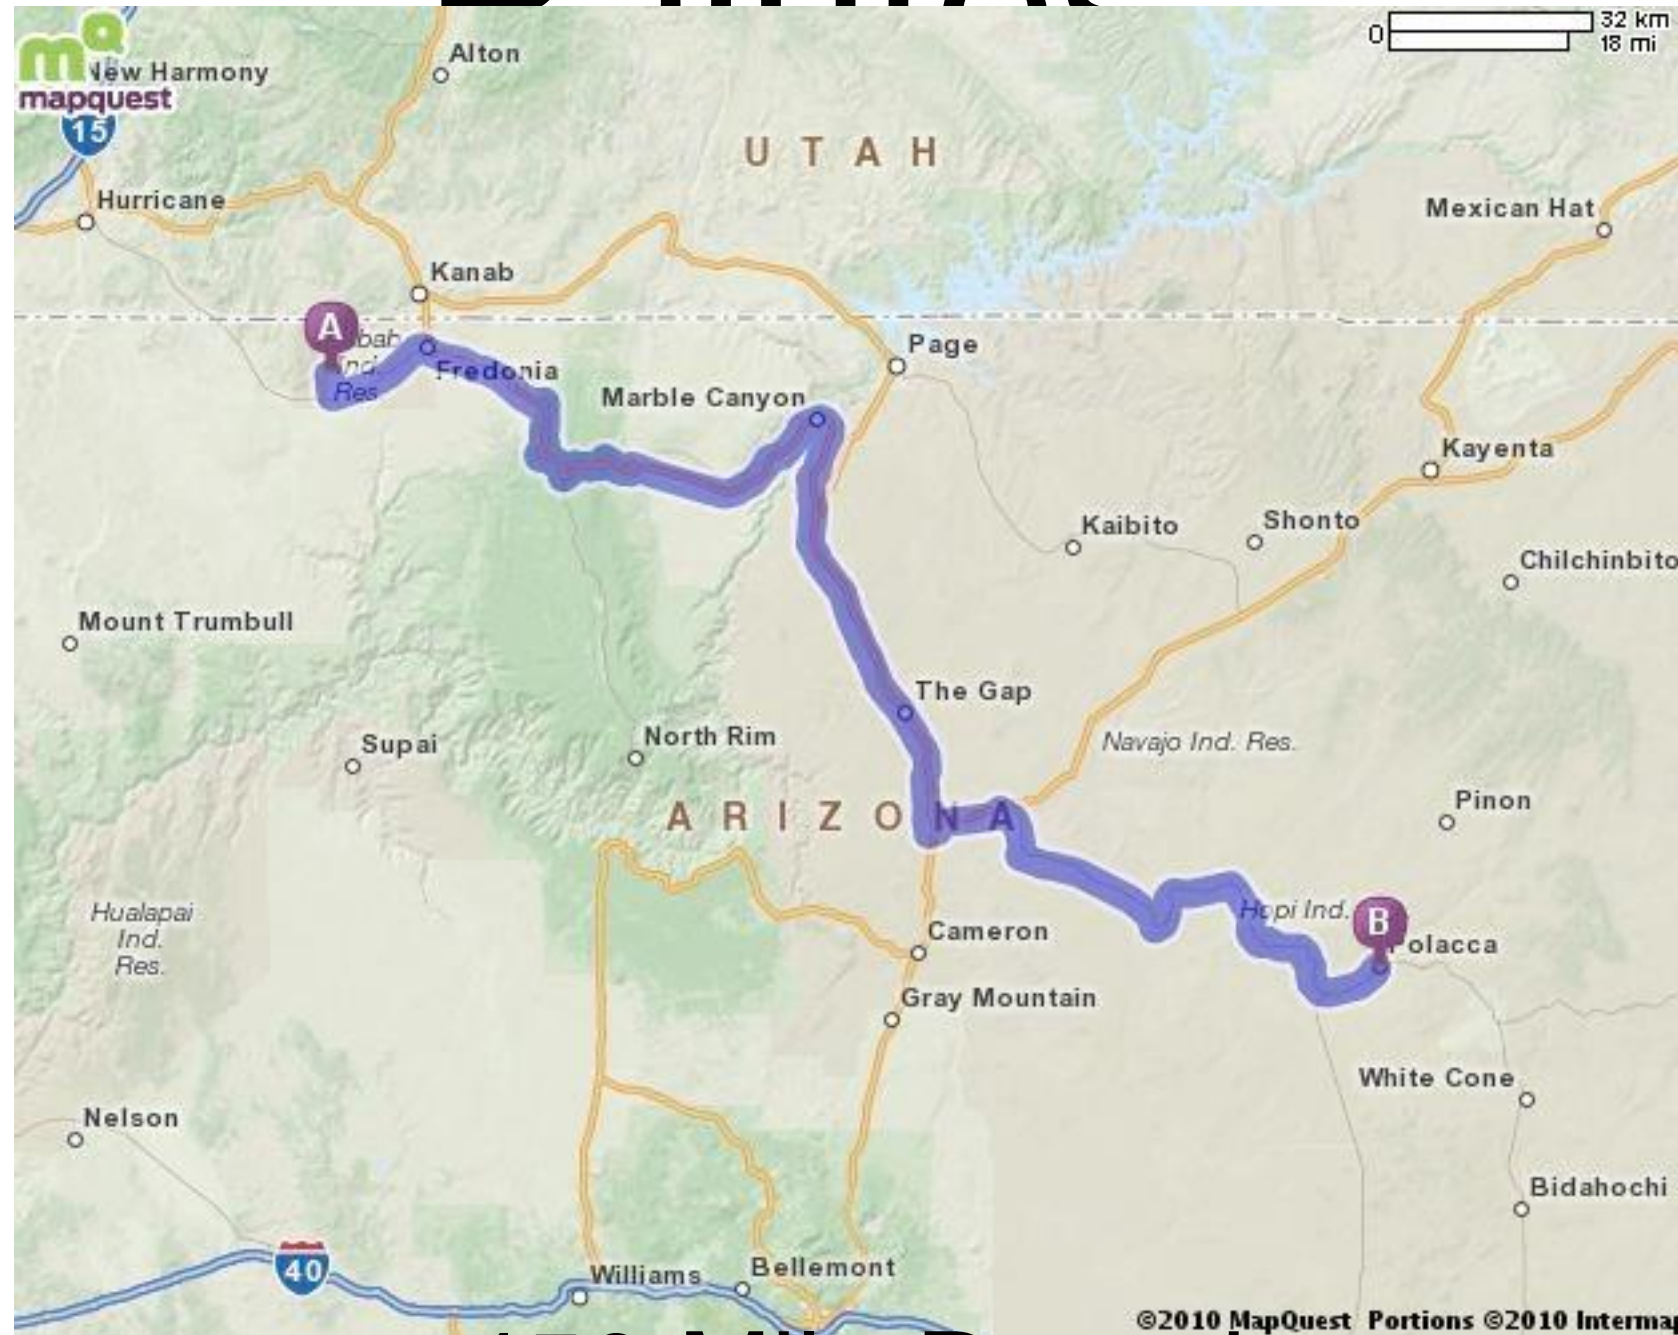 0
32 km
18 mi
mapquest
New Harmony
Alton
15
UTAH
Hurricane
Mexican Hat
Kanab
A
Ind.
Res
Fredonia
Page
Marble Canyon
Kayenta
Kaibito
Shonto
Chilchinbito
Mount Trumbull
The Gap
Supai
North Rim
Navajo Ind. Res.
ARIZONA
Pinon
Hualapai
Ind.
Res.
Hopi Ind.
B
Polacca
Cameron
Gray Mountain
White Cone
Nelson
Bidahochi
40
Williams
Bellemont
©2010 MapQuest Portions ©2010 Interma